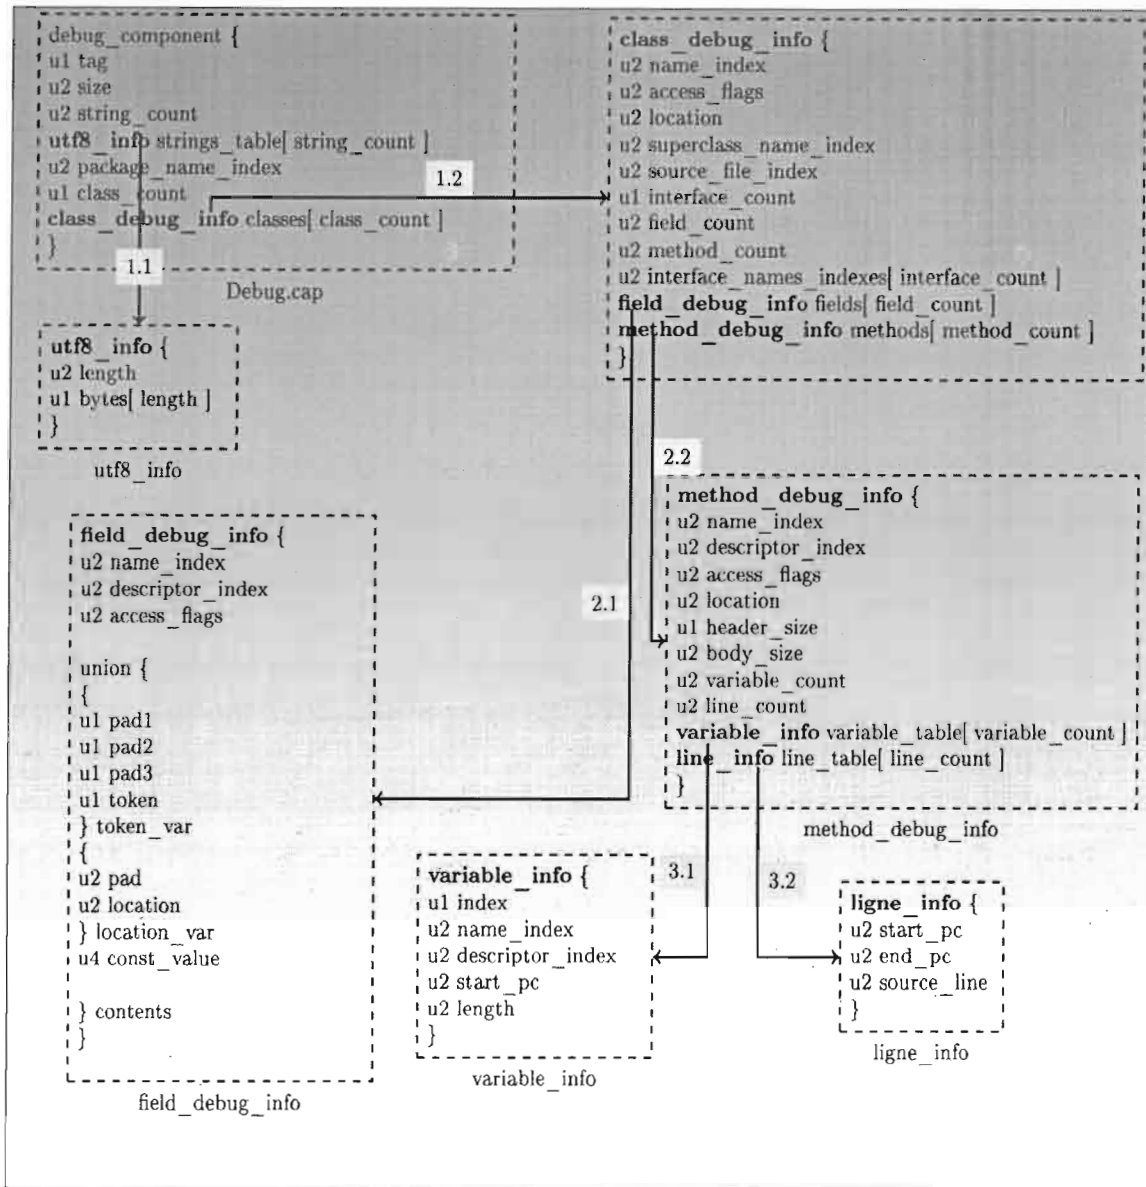 debug_component {
u1 tag
u2 size
u2 string_count
utf8_info strings_table[ string_count ]
u2 package_name_index
u1 class_count
class_debug_info classes[ class_count ]
}
Debug.cap
1.1
1.2
class_debug_info {
u2 name_index
u2 access_flags
u2 location
u2 superclass_name_index
u2 source_file_index
u1 interface_count
u2 field_count
u2 method_count
u2 interface_names_indexes[ interface_count ]
field_debug_info fields[ field_count ]
method_debug_info methods[ method_count ]
}
utf8_info {
u2 length
u1 bytes[ length ]
}
utf8_info
2.1
2.2
field_debug_info {
u2 name_index
u2 descriptor_index
u2 access_flags
union {
{
u1 pad1
u1 pad2
u1 pad3
u1 token
} token_var
{
u2 pad
u2 location
} location_var
u4 const_value
} contents
}
field_debug_info
method_debug_info {
u2 name_index
u2 descriptor_index
u2 access_flags
u2 location
u1 header_size
u2 body_size
u2 variable_count
u2 line_count
variable_info variable_table[ variable_count ]
line_info line_table[ line_count ]
}
method_debug_info
3.1
3.2
variable_info {
u1 index
u2 name_index
u2 descriptor_index
u2 start_pc
u2 length
}
variable_info
ligne_info {
u2 start_pc
u2 end_pc
u2 source_line
}
ligne_info